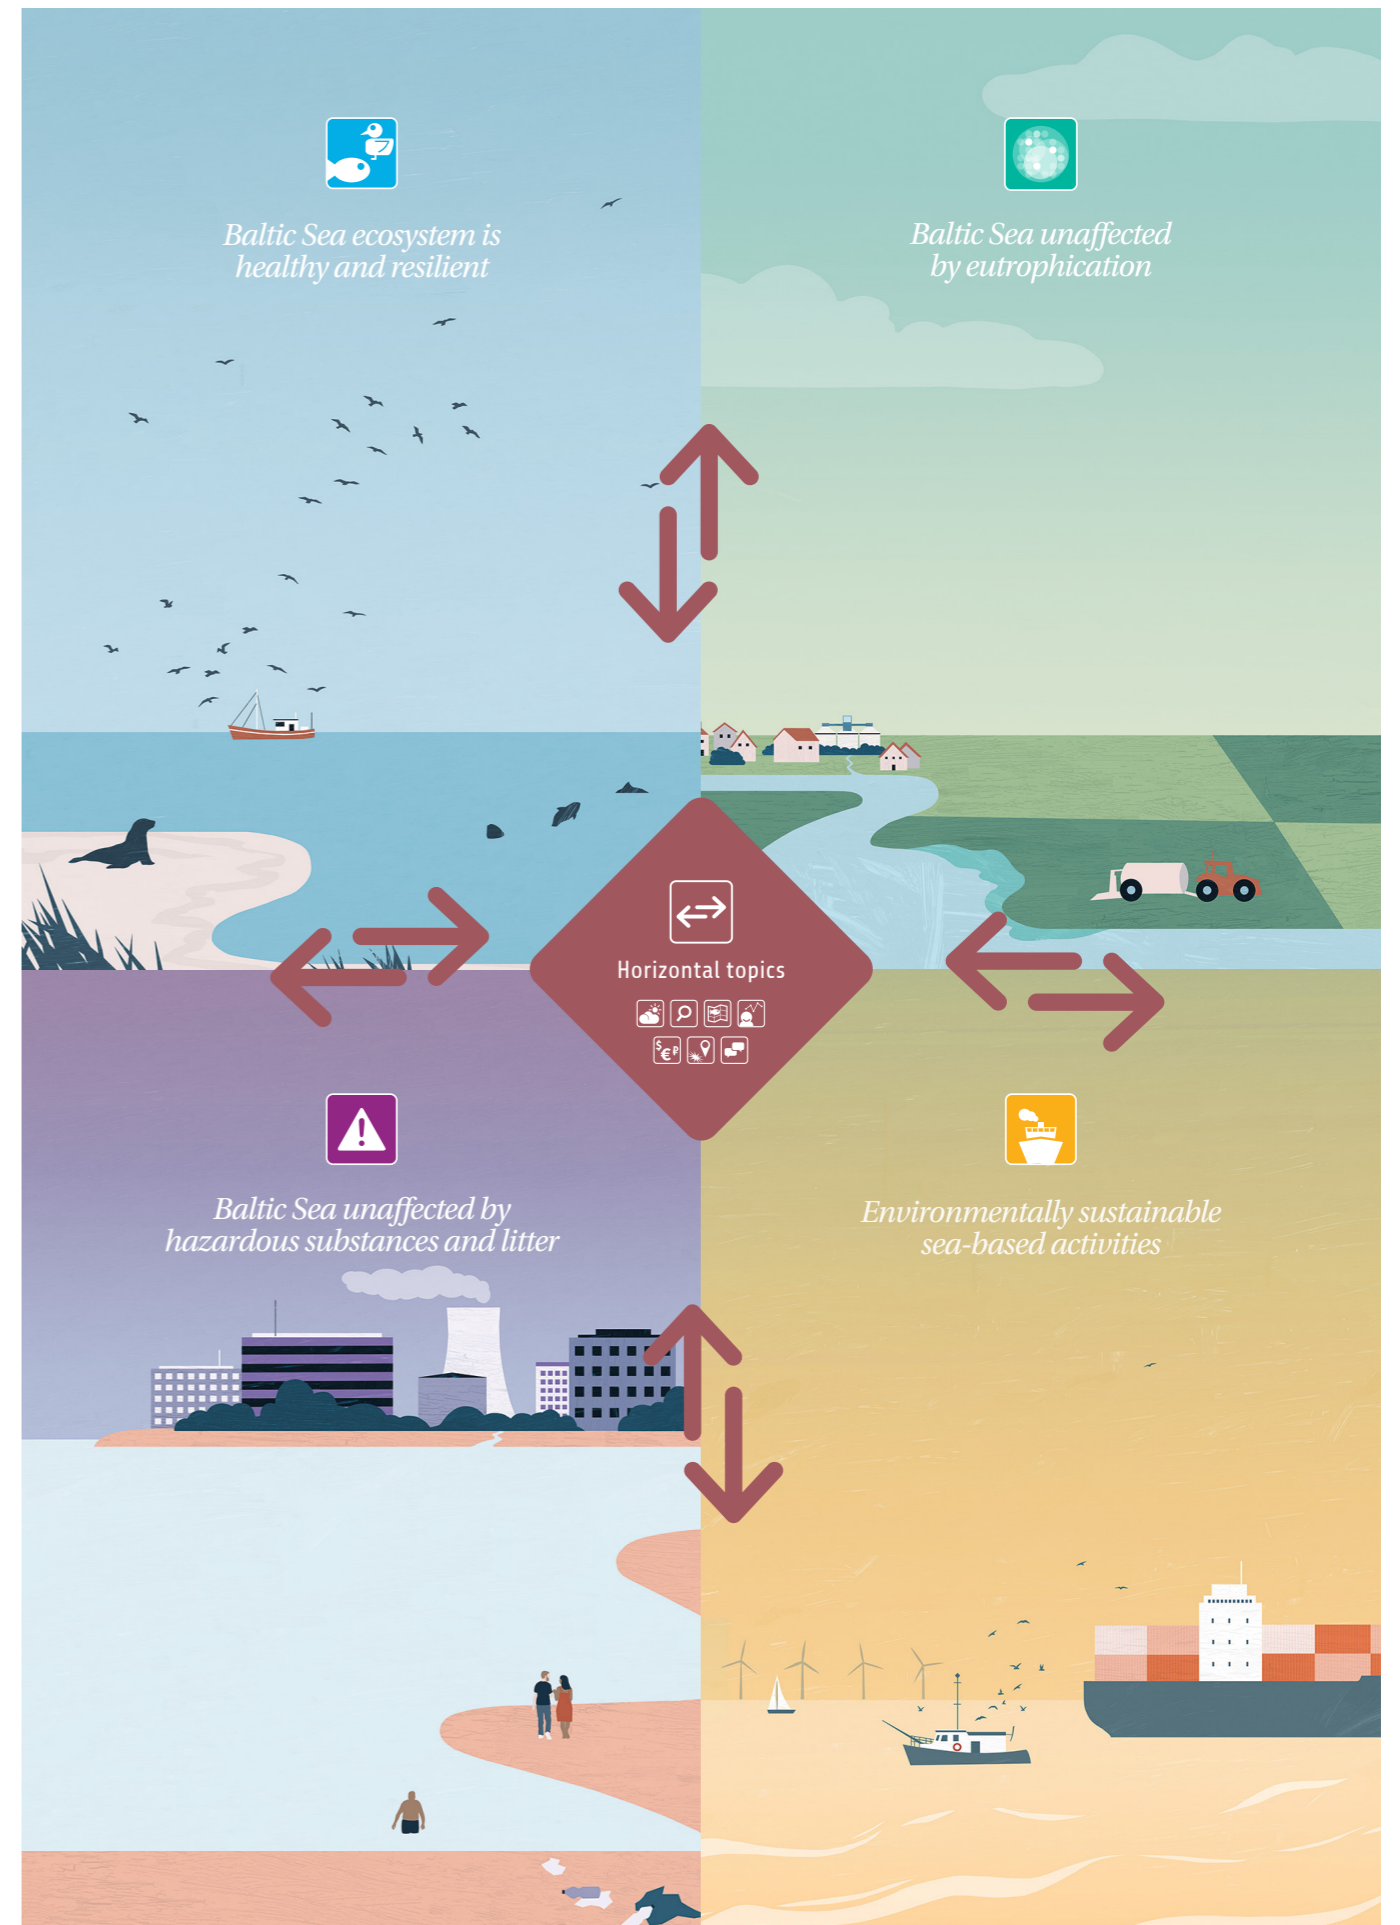 Baltic Sea ecosystem is
healthy and resilient
Baltic Sea unaffected
by eutrophication
Horizontal topics
$ € ₽
Baltic Sea unaffected by
hazardous substances and litter
Environmentally sustainable
sea-based activities